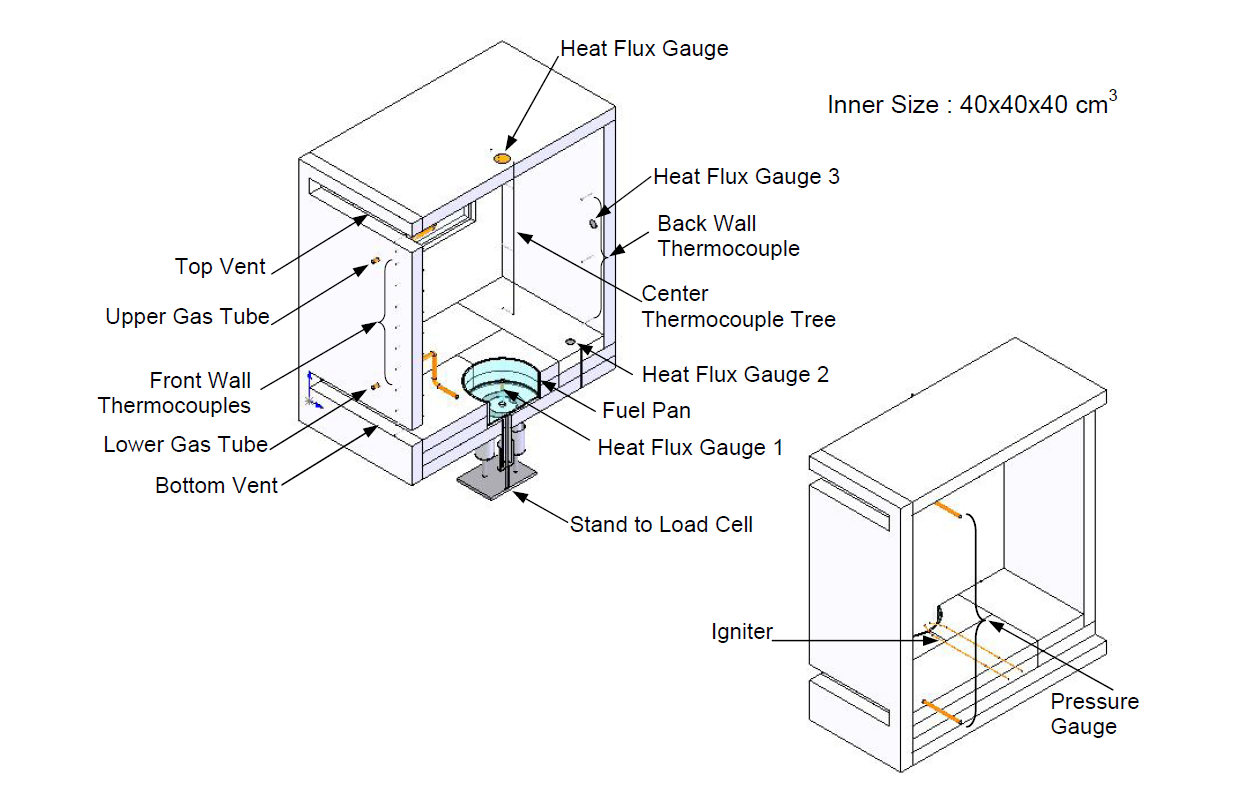 Heat Flux Gauge
Inner Size : 40x40x40 cm³
Heat Flux Gauge 3
Back Wall
Thermocouple
Top Vent
Center
Thermocouple Tree
Upper Gas Tube
Front Wall
Thermocouples
Heat Flux Gauge 2
Fuel Pan
Lower Gas Tube
Heat Flux Gauge 1
Bottom Vent
Stand to Load Cell
Igniter
Pressure
Gauge